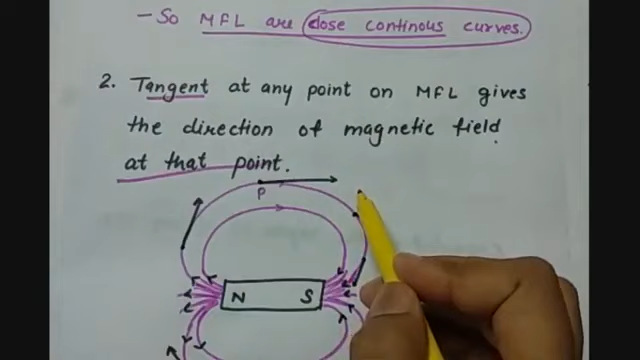 - So MFL are close continous curves.
2. Tangent at any point on MFL gives
the direction of magnetic field
at that point.
P
N S